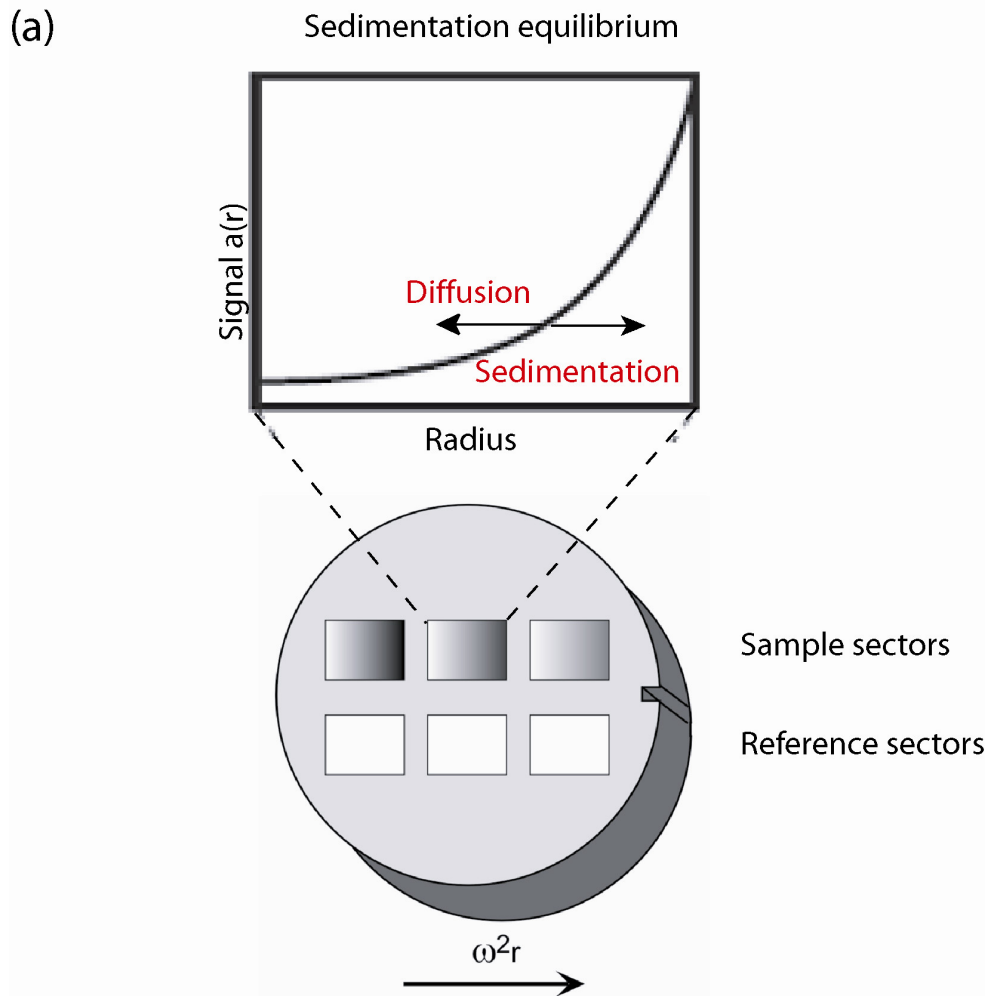 (a)
Sedimentation equilibrium
Signal a(r)
Diffusion
Sedimentation
Radius
Sample sectors
Reference sectors
ω²r